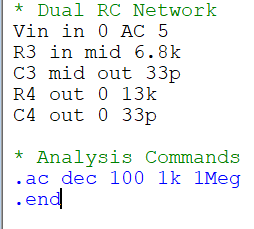 * Dual RC Network
Vin in 0 AC 5
R3 in mid 6.8k
C3 mid out 33p
R4 out 0 13k
C4 out 0 33p
* Analysis Commands
.ac dec 100 1k 1Meg
.end